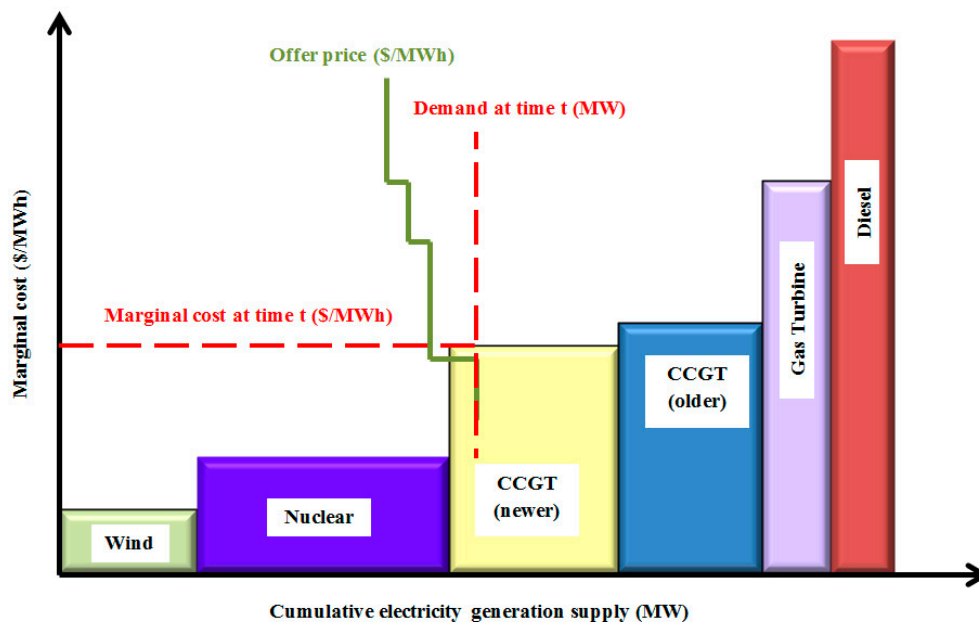 Offer price ($/MWh)
Demand at time t (MW)
Marginal cost at time t ($/MWh)
Marginal cost ($/MWh)
Wind
Nuclear
CCGT
(newer)
CCGT
(older)
Gas Turbine
Diesel
Cumulative electricity generation supply (MW)